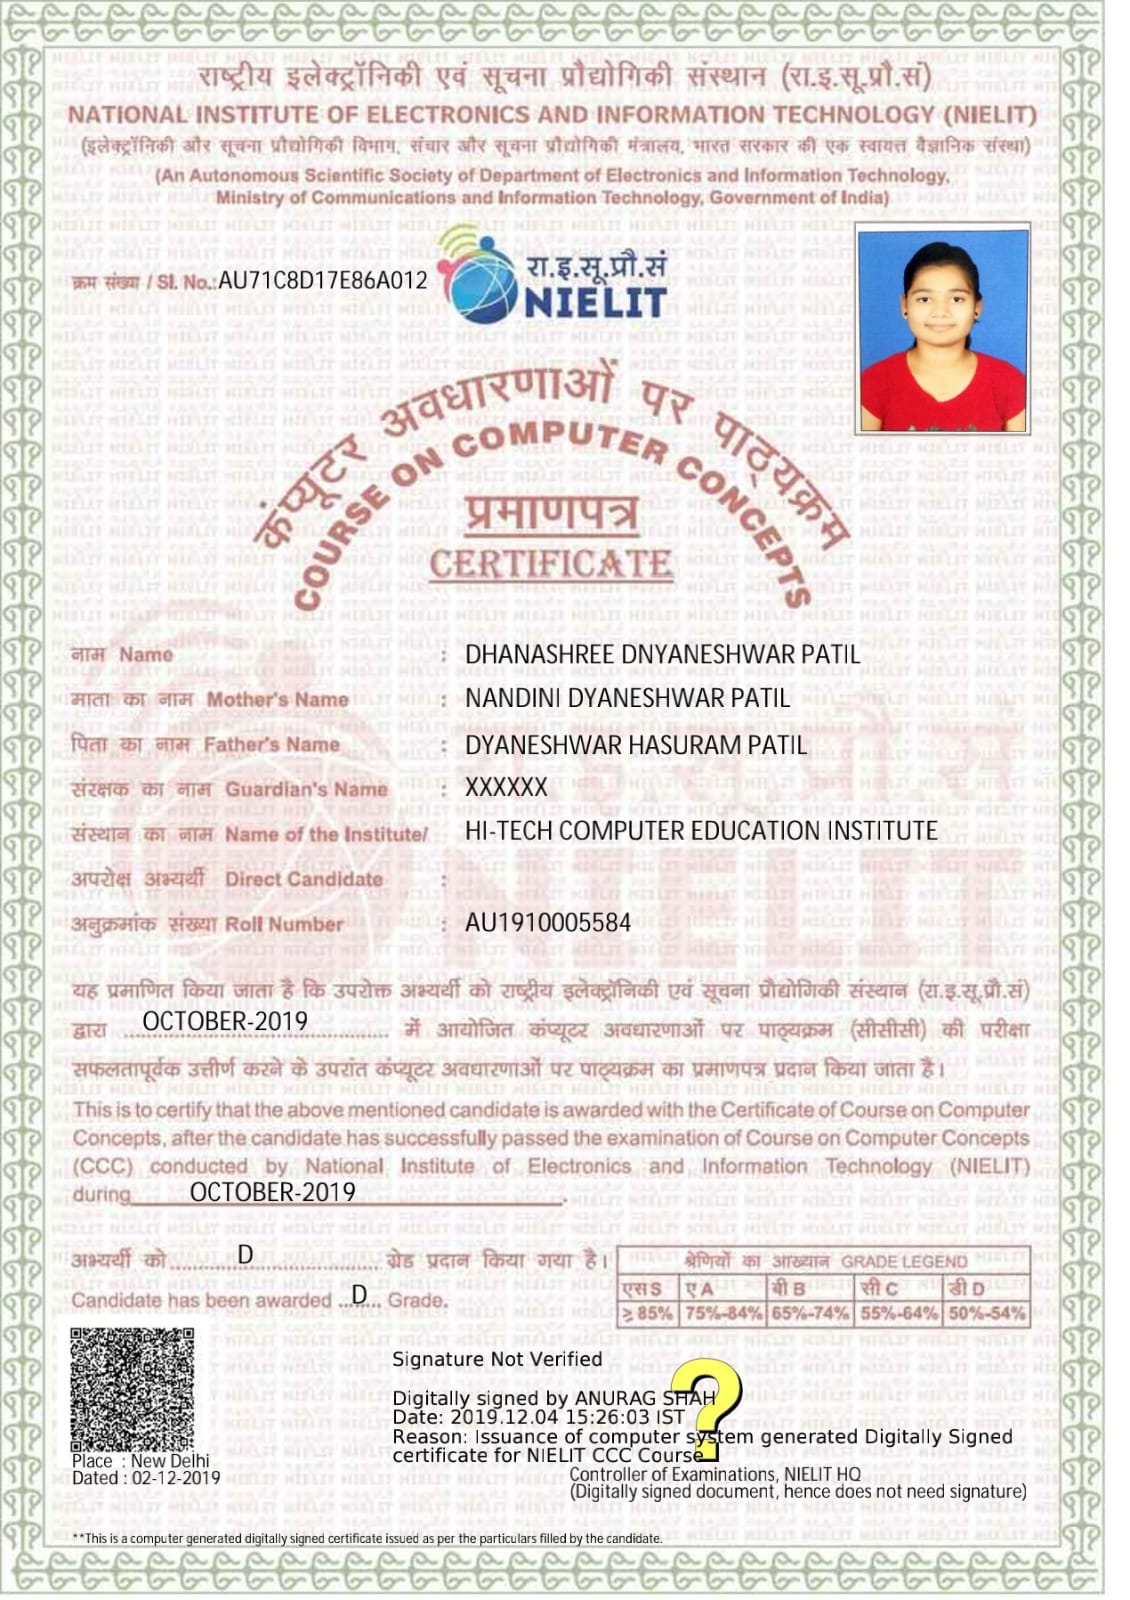 राष्ट्रीय इलेक्ट्रॉनिकी एवं सूचना प्रौद्योगिकी संस्थान (रा.इ.सू.प्रौ.सं)
NATIONAL INSTITUTE OF ELECTRONICS AND INFORMATION TECHNOLOGY (NIELIT)
(इलेक्ट्रॉनिकी और सूचना प्रौद्योगिकी विभाग, संचार और सूचना प्रौद्योगिकी मंत्रालय, भारत सरकार की एक स्वायत्त वैज्ञानिक संस्था)
(An Autonomous Scientific Society of Department of Electronics and Information Technology,
Ministry of Communications and Information Technology, Government of India)
क्रम संख्या / Sl. No.: AU71C8D17E86A012
रा.इ.सू.प्रौ.सं
NIELIT
कंप्यूटर अवधारणाओं पर पाठ्यक्रम
COURSE ON COMPUTER CONCEPTS
प्रमाणपत्र
CERTIFICATE
नाम Name : DHANASHREE DNYANESHWAR PATIL
माता का नाम Mother's Name : NANDINI DYANESHWAR PATIL
पिता का नाम Father's Name : DYANESHWAR HASURAM PATIL
संरक्षक का नाम Guardian's Name : XXXXXX
संस्थान का नाम Name of the Institute/ HI-TECH COMPUTER EDUCATION INSTITUTE
अपरोक्ष अभ्यर्थी Direct Candidate :
अनुक्रमांक संख्या Roll Number : AU1910005584
यह प्रमाणित किया जाता है कि उपरोक्त अभ्यर्थी को राष्ट्रीय इलेक्ट्रॉनिकी एवं सूचना प्रौद्योगिकी संस्थान (रा.इ.सू.प्रौ.सं)
द्वारा OCTOBER-2019 में आयोजित कंप्यूटर अवधारणाओं पर पाठ्यक्रम (सीसीसी) की परीक्षा
सफलतापूर्वक उत्तीर्ण करने के उपरांत कंप्यूटर अवधारणाओं पर पाठ्यक्रम का प्रमाणपत्र प्रदान किया जाता है।
This is to certify that the above mentioned candidate is awarded with the Certificate of Course on Computer
Concepts, after the candidate has successfully passed the examination of Course on Computer Concepts
(CCC) conducted by National Institute of Electronics and Information Technology (NIELIT)
during OCTOBER-2019.
अभ्यर्थी को D ग्रेड प्रदान किया गया है।
Candidate has been awarded D Grade.
श्रेणियों का आख्यान GRADE LEGEND
एस S ए A बी B सी C डी D
≥ 85% 75%-84% 65%-74% 55%-64% 50%-54%
Signature Not Verified
Digitally signed by ANURAG SHAH
Date: 2019.12.04 15:26:03 IST
Reason: Issuance of computer system generated Digitally Signed
certificate for NIELIT CCC Course
Place : New Delhi
Dated : 02-12-2019
Controller of Examinations, NIELIT HQ
(Digitally signed document, hence does not need signature)
**This is a computer generated digitally signed certificate issued as per the particulars filled by the candidate.